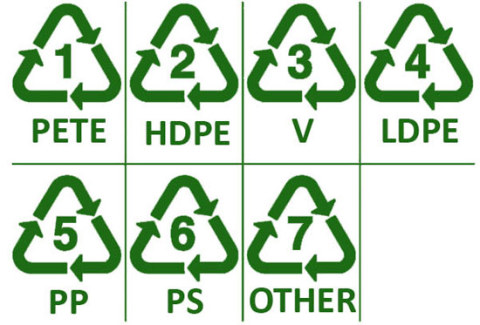 1 2 3 4
PETE HDPE V LDPE
5 6 7
PP PS OTHER